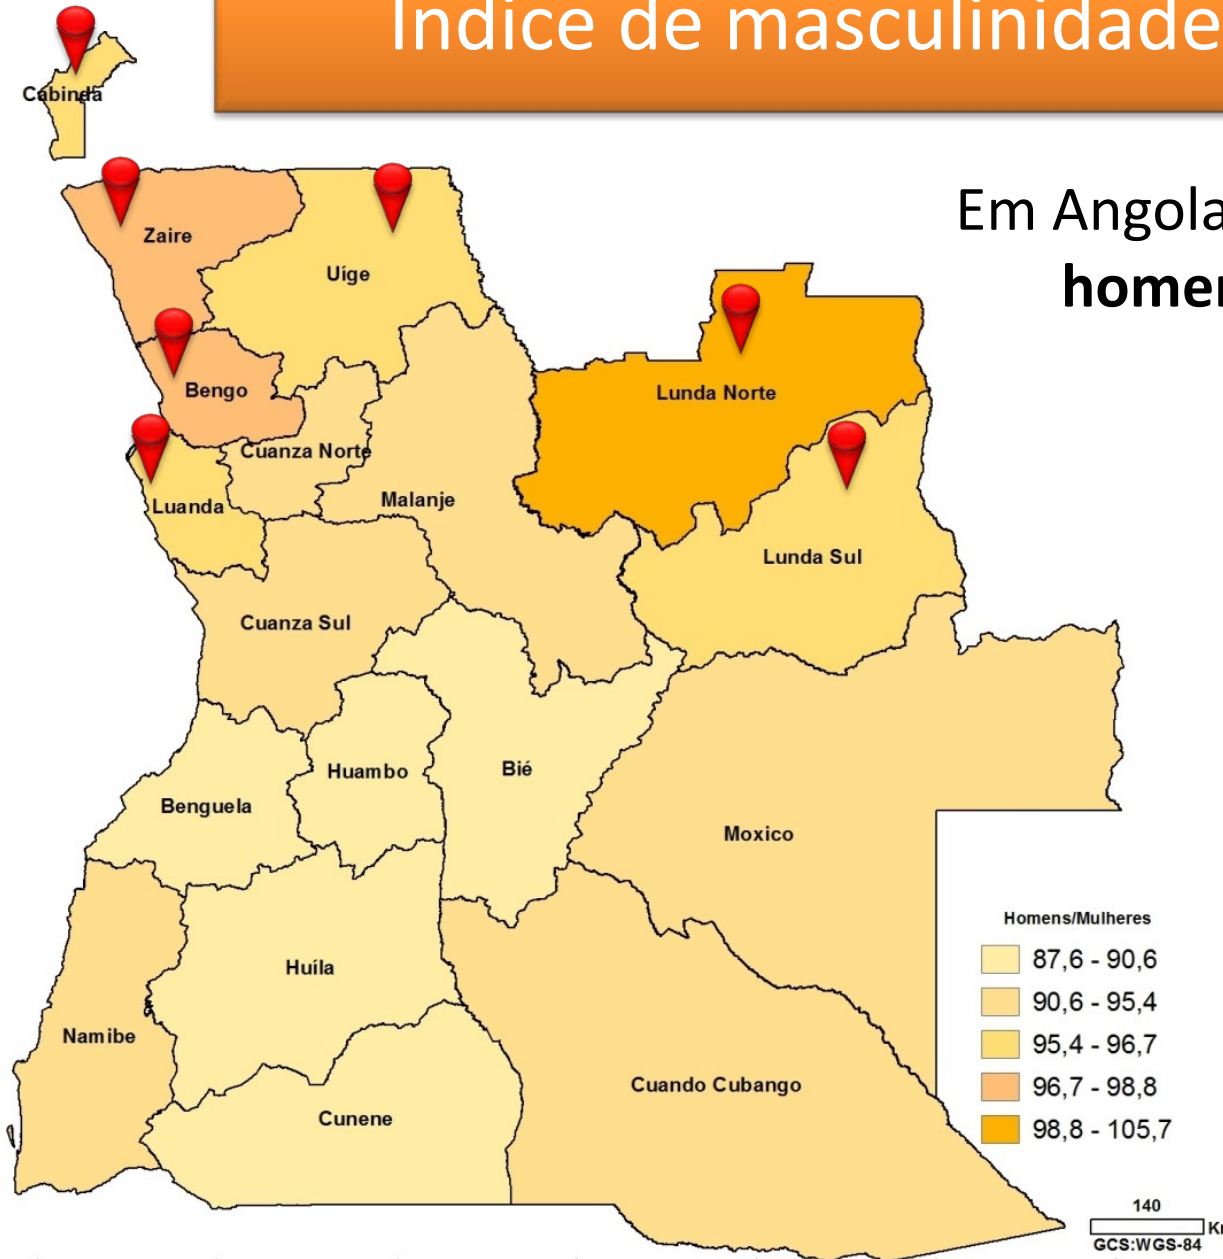 Índice de masculinidade
Cabinda
Em Angola
homen
Zaire
Uíge
Bengo
Lunda Norte
Cuanza Norte
Malanje
Luanda
Lunda Sul
Cuanza Sul
Huambo
Bié
Benguela
Moxico
Homens/Mulheres
87,6 - 90,6
90,6 - 95,4
95,4 - 96,7
96,7 - 98,8
98,8 - 105,7
Huíla
Namibe
Cuando Cubango
Cunene
140
Km
GCS:WGS-84